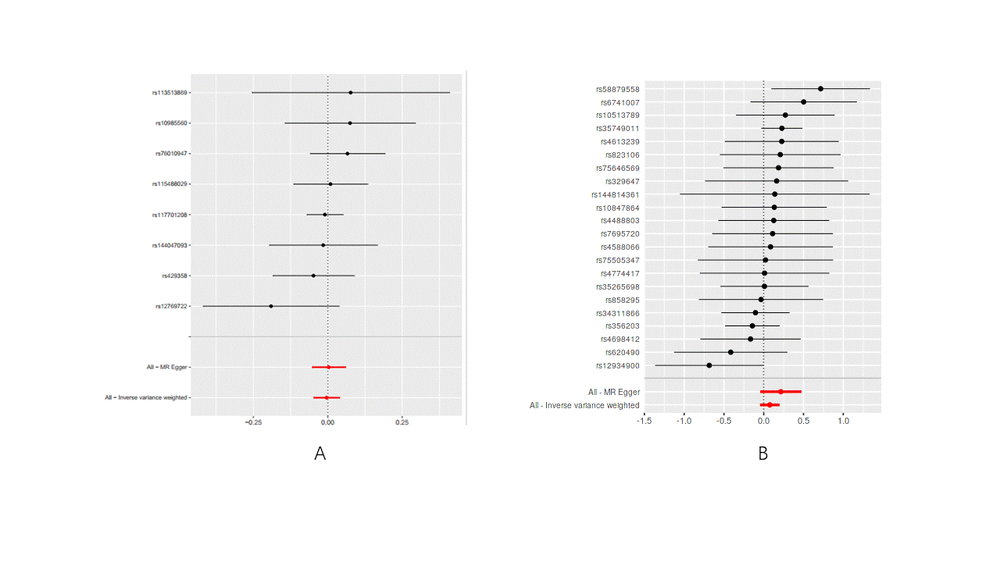 rs113513869
rs10985560
rs76010947
rs115488029
rs117701208
rs144047093
rs429358
rs12769722
All − MR Egger
All − Inverse variance weighted
−0.25 0.00 0.25
A
rs58879558
rs6741007
rs10513789
rs35749011
rs4613239
rs823106
rs75646569
rs329647
rs144814361
rs10847864
rs4488803
rs7695720
rs4588066
rs75505347
rs4774417
rs35265698
rs858295
rs34311866
rs356203
rs4698412
rs620490
rs12934900
All - MR Egger
All - Inverse variance weighted
-1.5 -1.0 -0.5 0.0 0.5 1.0
B